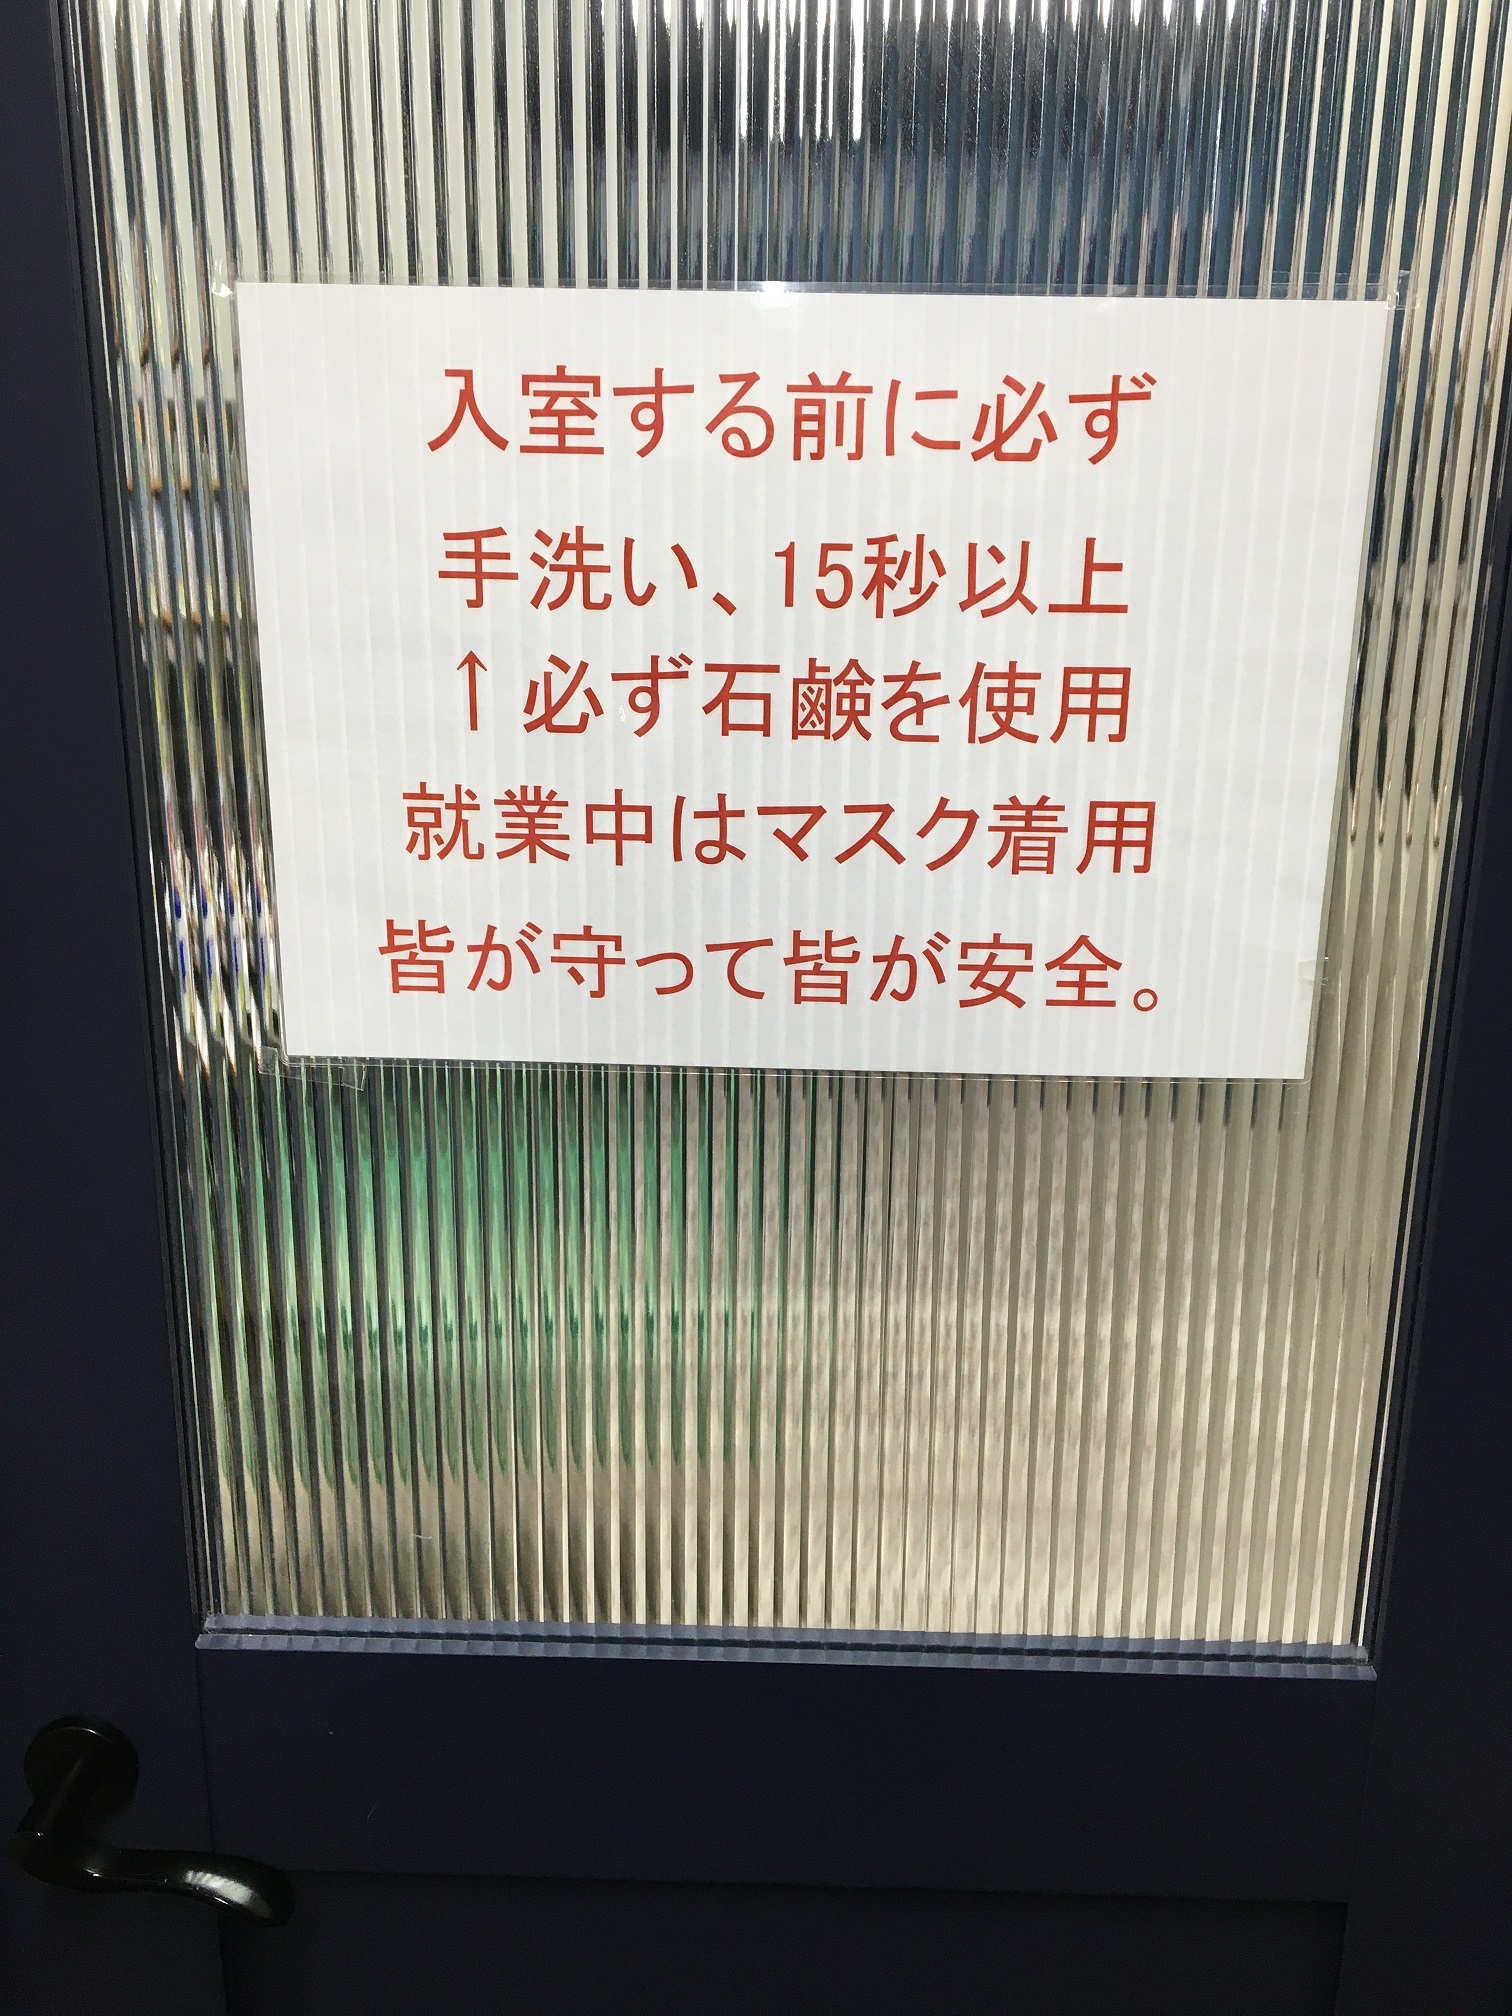 入室する前に必ず
手洗い、15秒以上
↑必ず石鹸を使用
就業中はマスク着用
皆が守って皆が安全。